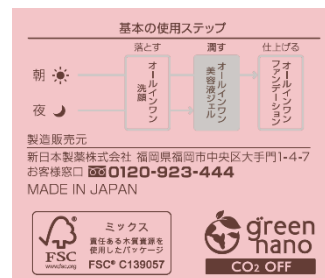 基本の使用ステップ
落とす 潤す 仕上げる
朝
夜
オールインワン
洗顔
オールインワン
美容液ジェル
オールインワン
ファンデーション
製造販売元
新日本製薬株式会社 福岡県福岡市中央区大手門1-4-7
お客様窓口 0120-923-444
MADE IN JAPAN
FSC
www.fsc.org
ミックス
責任ある木質資源を
使用したパッケージ
FSC® C139057
green
nano
CO2 OFF